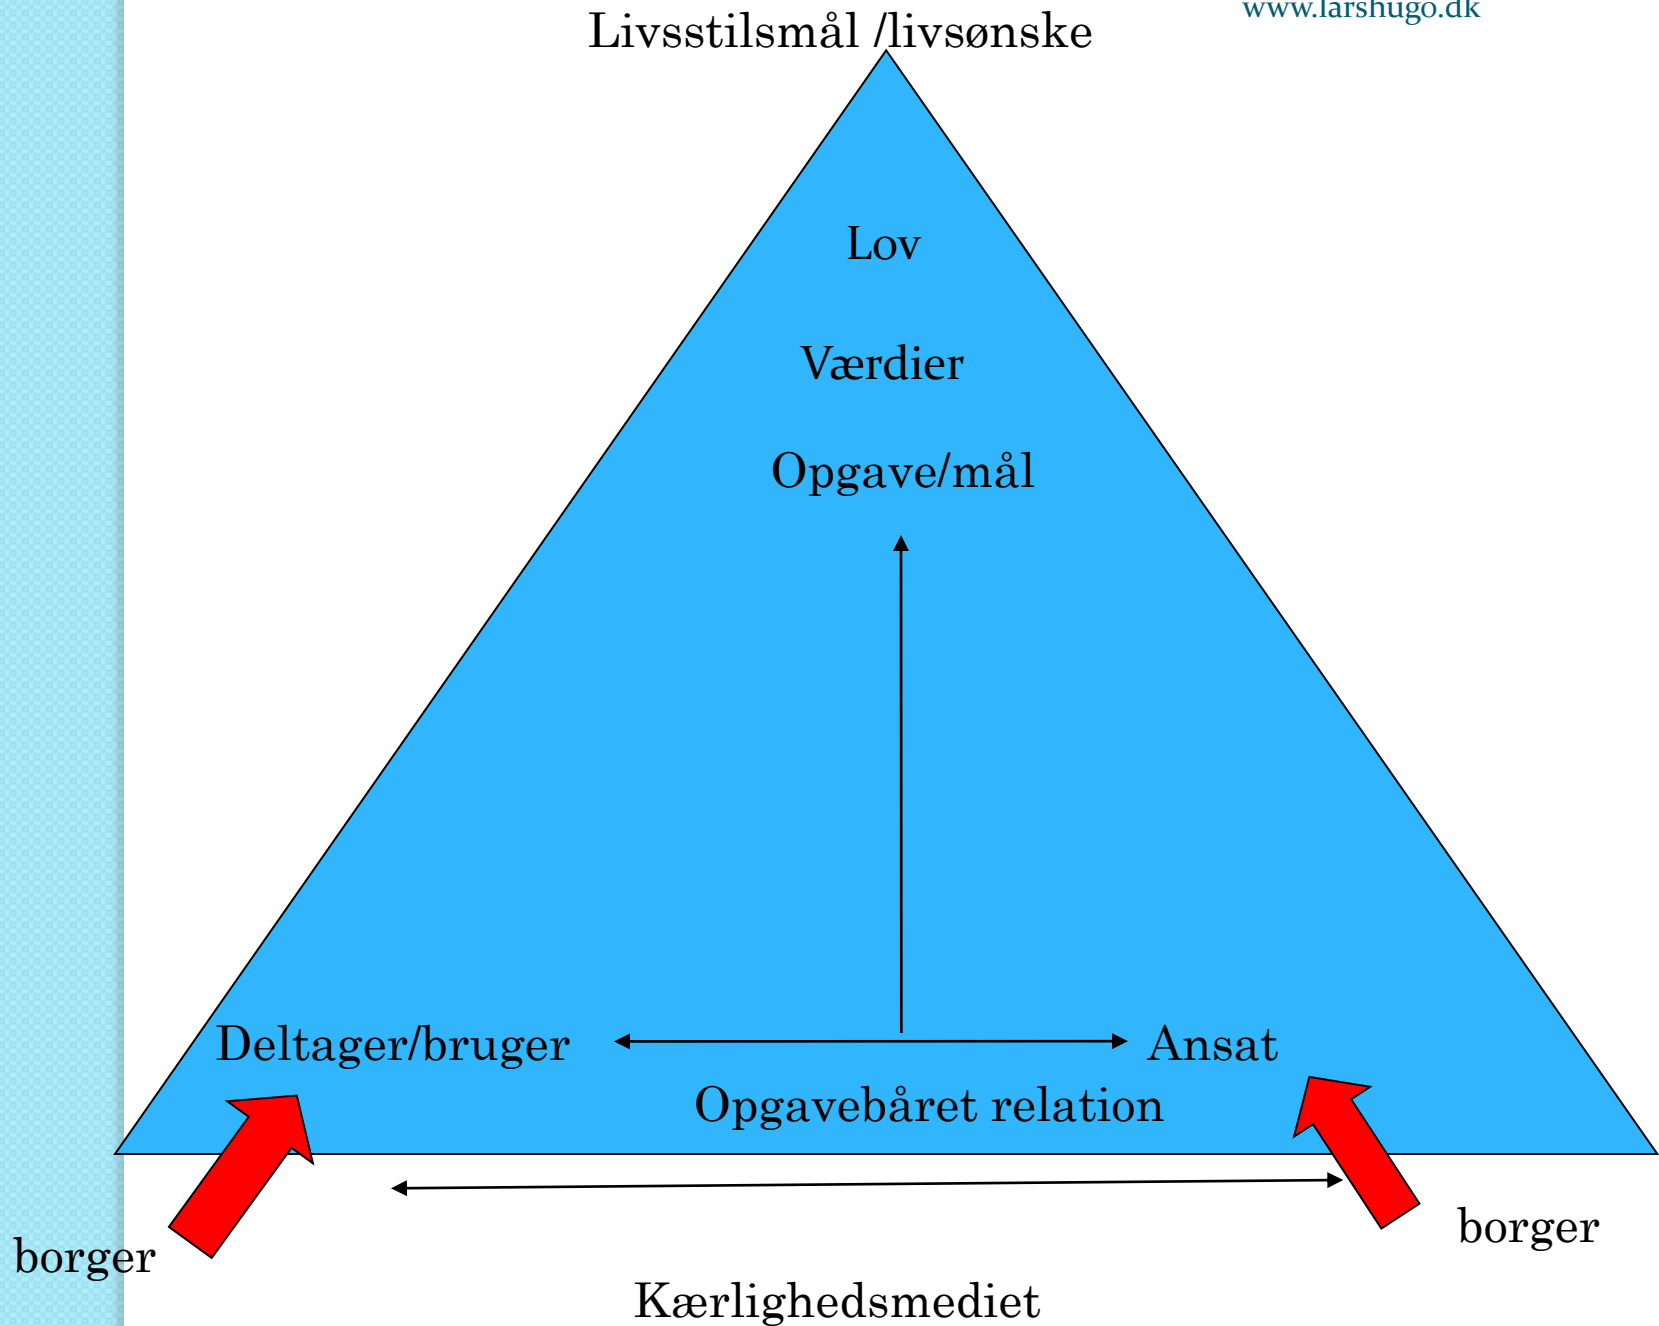 www.larshugo.dk
Livsstilsmål /livsønske
Lov
Værdier
Opgave/mål
Deltager/bruger
Ansat
Opgavebåret relation
borger
borger
Kærlighedsmediet